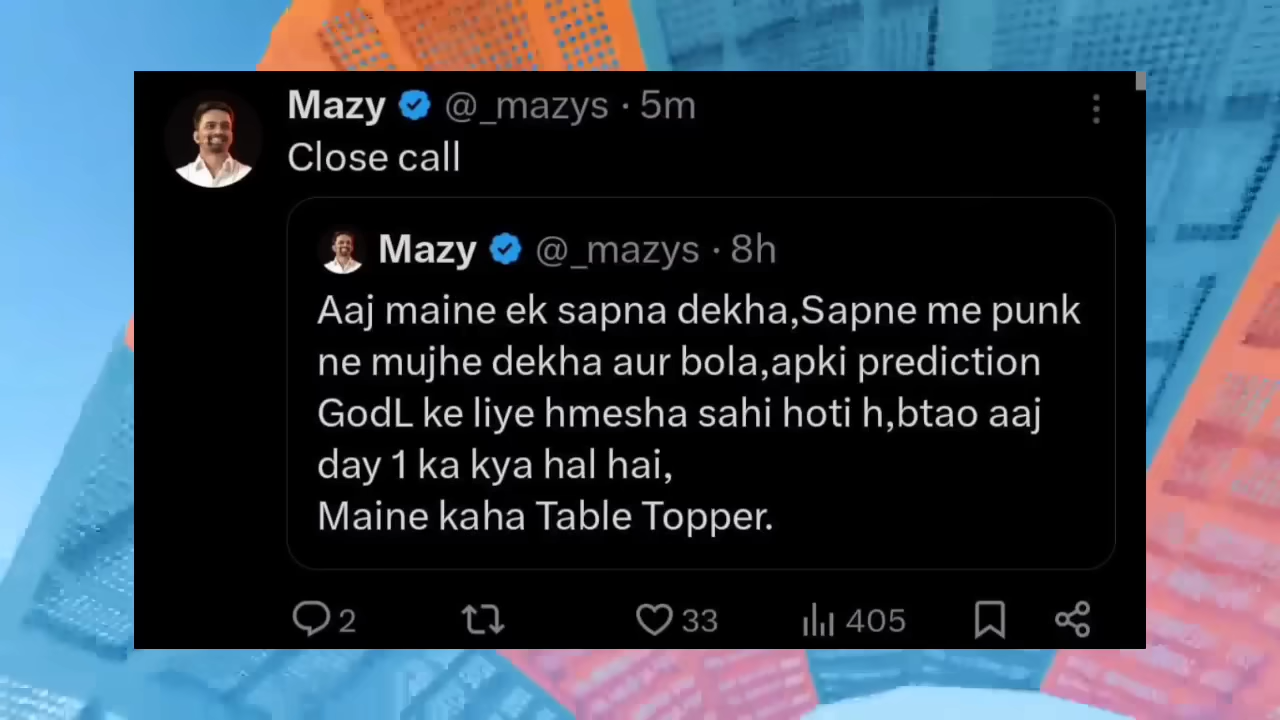 Mazy @_mazys · 5m
Close call
Mazy @_mazys · 8h
Aaj maine ek sapna dekha,Sapne me punk
ne mujhe dekha aur bola,apki prediction
GodL ke liye hmesha sahi hoti h,btao aaj
day 1 ka kya hal hai,
Maine kaha Table Topper.
2 33 405